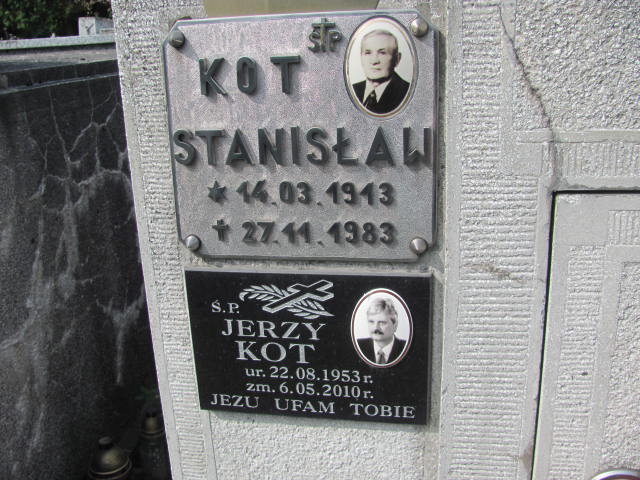 ŚP
KOT
STANISŁAW
14.03.1913
27.11.1983
Ś.P.
JERZY
KOT
ur. 22.08.1953 r.
zm. 6.05.2010 r.
JEZU UFAM TOBIE